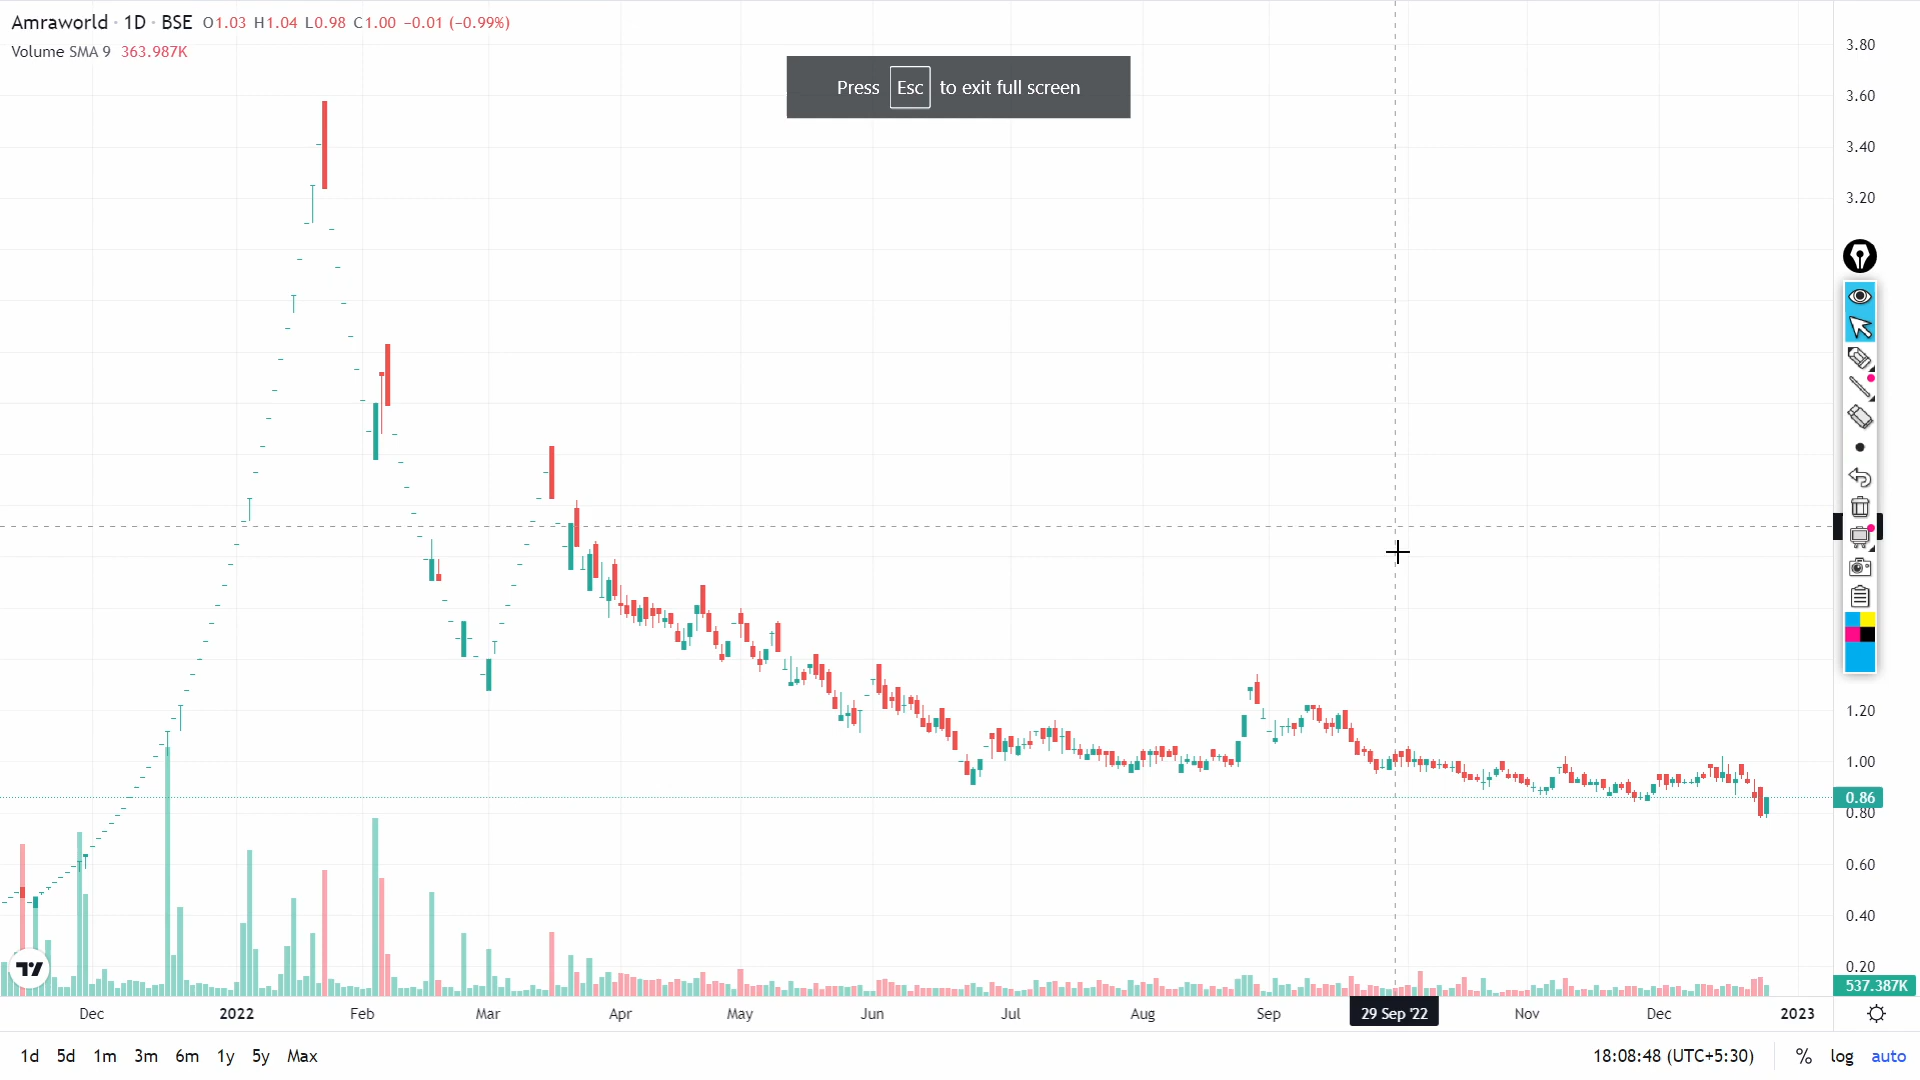 Amraworld · 1D · BSE O1.03 H1.04 L0.98 C1.00 −0.01 (−0.99%)
Volume SMA 9 363.987K
Press Esc to exit full screen
3.80
3.60
3.40
3.20
1.20
1.00
0.86
0.80
0.60
0.40
0.20
537.387K
Dec 2022 Feb Mar Apr May Jun Jul Aug Sep 29 Sep '22 Nov Dec 2023
1d 5d 1m 3m 6m 1y 5y Max 18:08:48 (UTC+5:30) % log auto